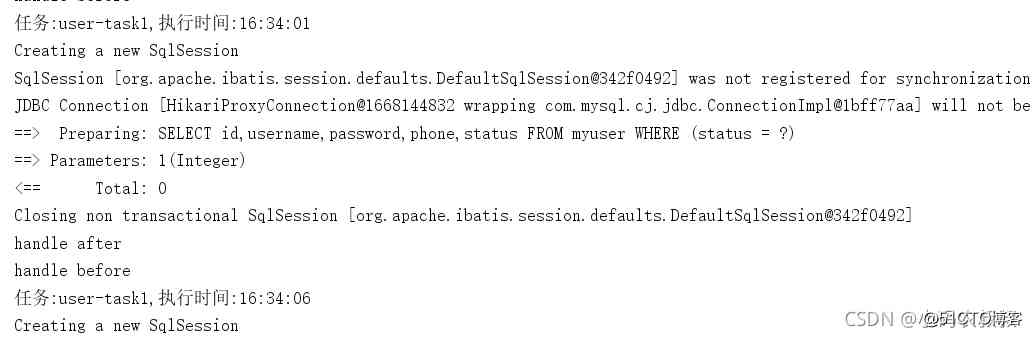 任务:user-task1,执行时间:16:34:01
Creating a new SqlSession
SqlSession [org.apache.ibatis.session.defaults.DefaultSqlSession@342f0492] was not registered for synchronization
JDBC Connection [HikariProxyConnection@1668144832 wrapping com.mysql.cj.jdbc.ConnectionImpl@1bff77aa] will not be
==>  Preparing: SELECT id,username,password,phone,status FROM myuser WHERE (status = ?)
==> Parameters: 1(Integer)
<==      Total: 0
Closing non transactional SqlSession [org.apache.ibatis.session.defaults.DefaultSqlSession@342f0492]
handle after
handle before
任务:user-task1,执行时间:16:34:06
Creating a new SqlSession
CSDN @
@51CTO博客